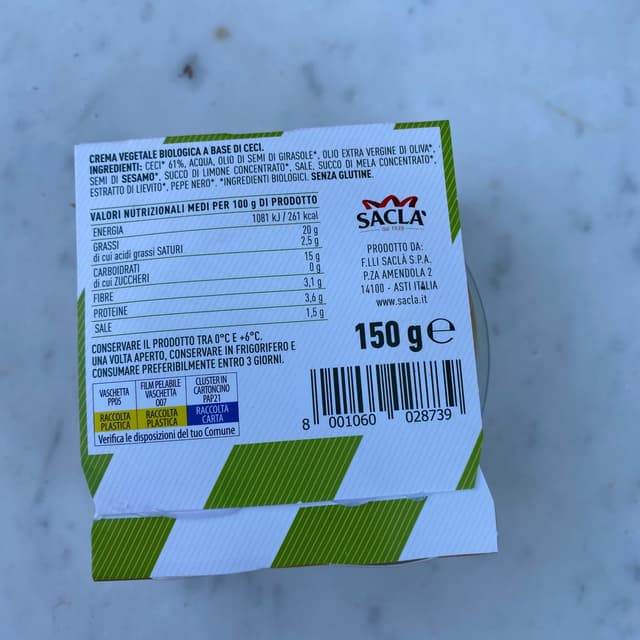 CREMA VEGETALE BIOLOGICA A BASE DI CECI.
INGREDIENTI: CECI* 61%, ACQUA, OLIO DI SEMI DI GIRASOLE*, OLIO EXTRA VERGINE DI OLIVA*,
SEMI DI SESAMO*, SUCCO DI LIMONE CONCENTRATO*, SALE, SUCCO DI MELA CONCENTRATO*,
ESTRATTO DI LIEVITO*, PEPE NERO*. *INGREDIENTI BIOLOGICI. SENZA GLUTINE.
VALORI NUTRIZIONALI MEDI PER 100 g DI PRODOTTO
ENERGIA 1081 kJ / 261 kcal
GRASSI 20 g
di cui acidi grassi SATURI 2,5 g
CARBOIDRATI 15 g
di cui ZUCCHERI 0 g
FIBRE 3,1 g
PROTEINE 3,6 g
SALE 1,5 g
CONSERVARE IL PRODOTTO TRA 0°C E +6°C.
UNA VOLTA APERTO, CONSERVARE IN FRIGORIFERO E
CONSUMARE PREFERIBILMENTE ENTRO 3 GIORNI.
VASCHETTA
PP05
RACCOLTA
PLASTICA
FILM PELABILE
VASCHETTA
O07
RACCOLTA
PLASTICA
CLUSTER IN
CARTONCINO
PAP21
RACCOLTA
CARTA
Verifica le disposizioni del tuo Comune
SACLÀ
dal 1939
PRODOTTO DA:
F.LLI SACLÀ S.P.A.
P.ZA AMENDOLA 2
14100 - ASTI ITALIA
www.sacla.it
150 g e
8 001060 028739